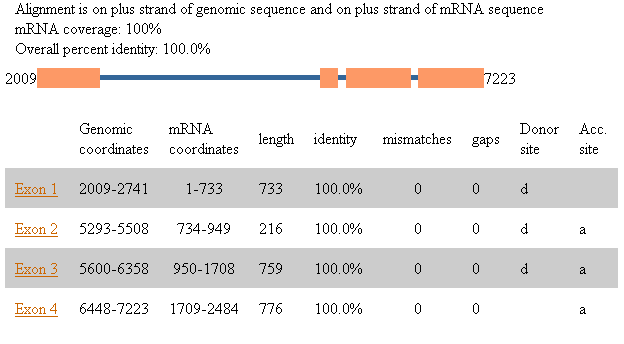 Alignment is on plus strand of genomic sequence and on plus strand of mRNA sequence
mRNA coverage: 100%
Overall percent identity: 100.0%
2009 7223
Genomic coordinates mRNA coordinates length identity mismatches gaps Donor site Acc. site
Exon 1 2009-2741 1-733 733 100.0% 0 0 d
Exon 2 5293-5508 734-949 216 100.0% 0 0 d a
Exon 3 5600-6358 950-1708 759 100.0% 0 0 d a
Exon 4 6448-7223 1709-2484 776 100.0% 0 0 a